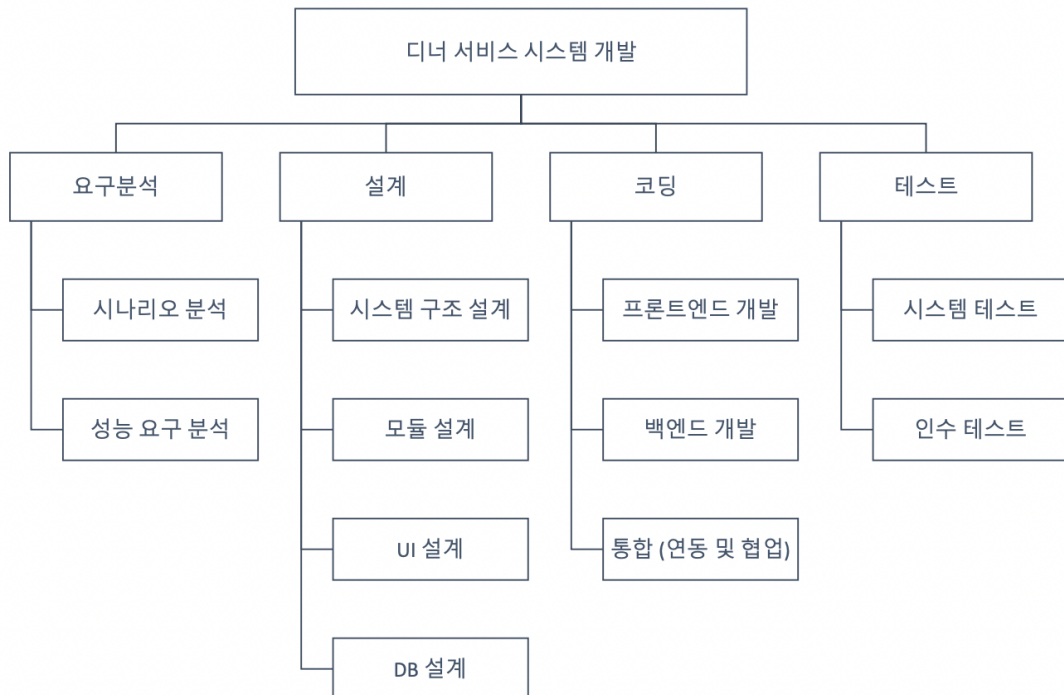 디너 서비스 시스템 개발
요구분석
설계
코딩
테스트
시나리오 분석
시스템 구조 설계
프론트엔드 개발
시스템 테스트
성능 요구 분석
모듈 설계
백엔드 개발
인수 테스트
UI 설계
통합 (연동 및 협업)
DB 설계